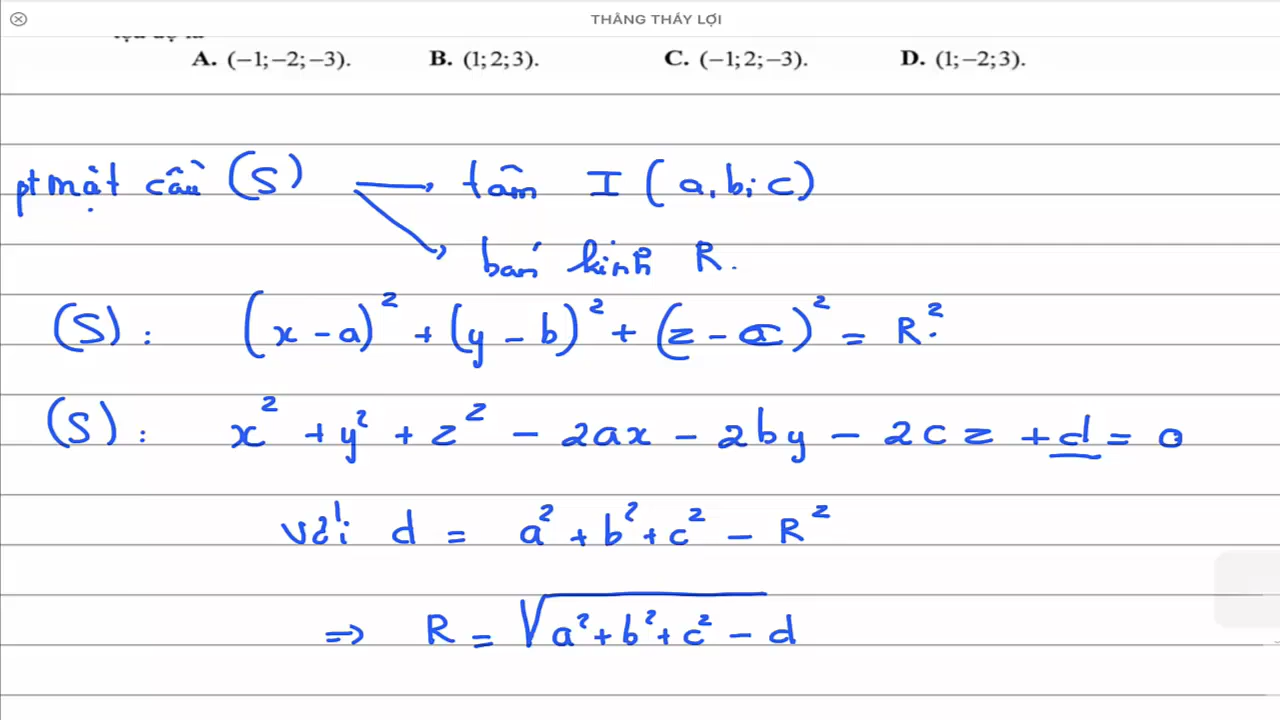 THẦNG THÁY LỢI
A. (−1;−2;−3). B. (1;2;3). C. (−1;2;−3). D. (1;−2;3).
pt mặt cầu (S) → tâm I (a, b; c)
→ bán kính R.
(S): (x − a)² + (y − b)² + (z − c)² = R².
(S): x² + y² + z² − 2ax − 2by − 2cz + d = 0
với d = a² + b² + c² − R²
⇒ R = √(a² + b² + c² − d)